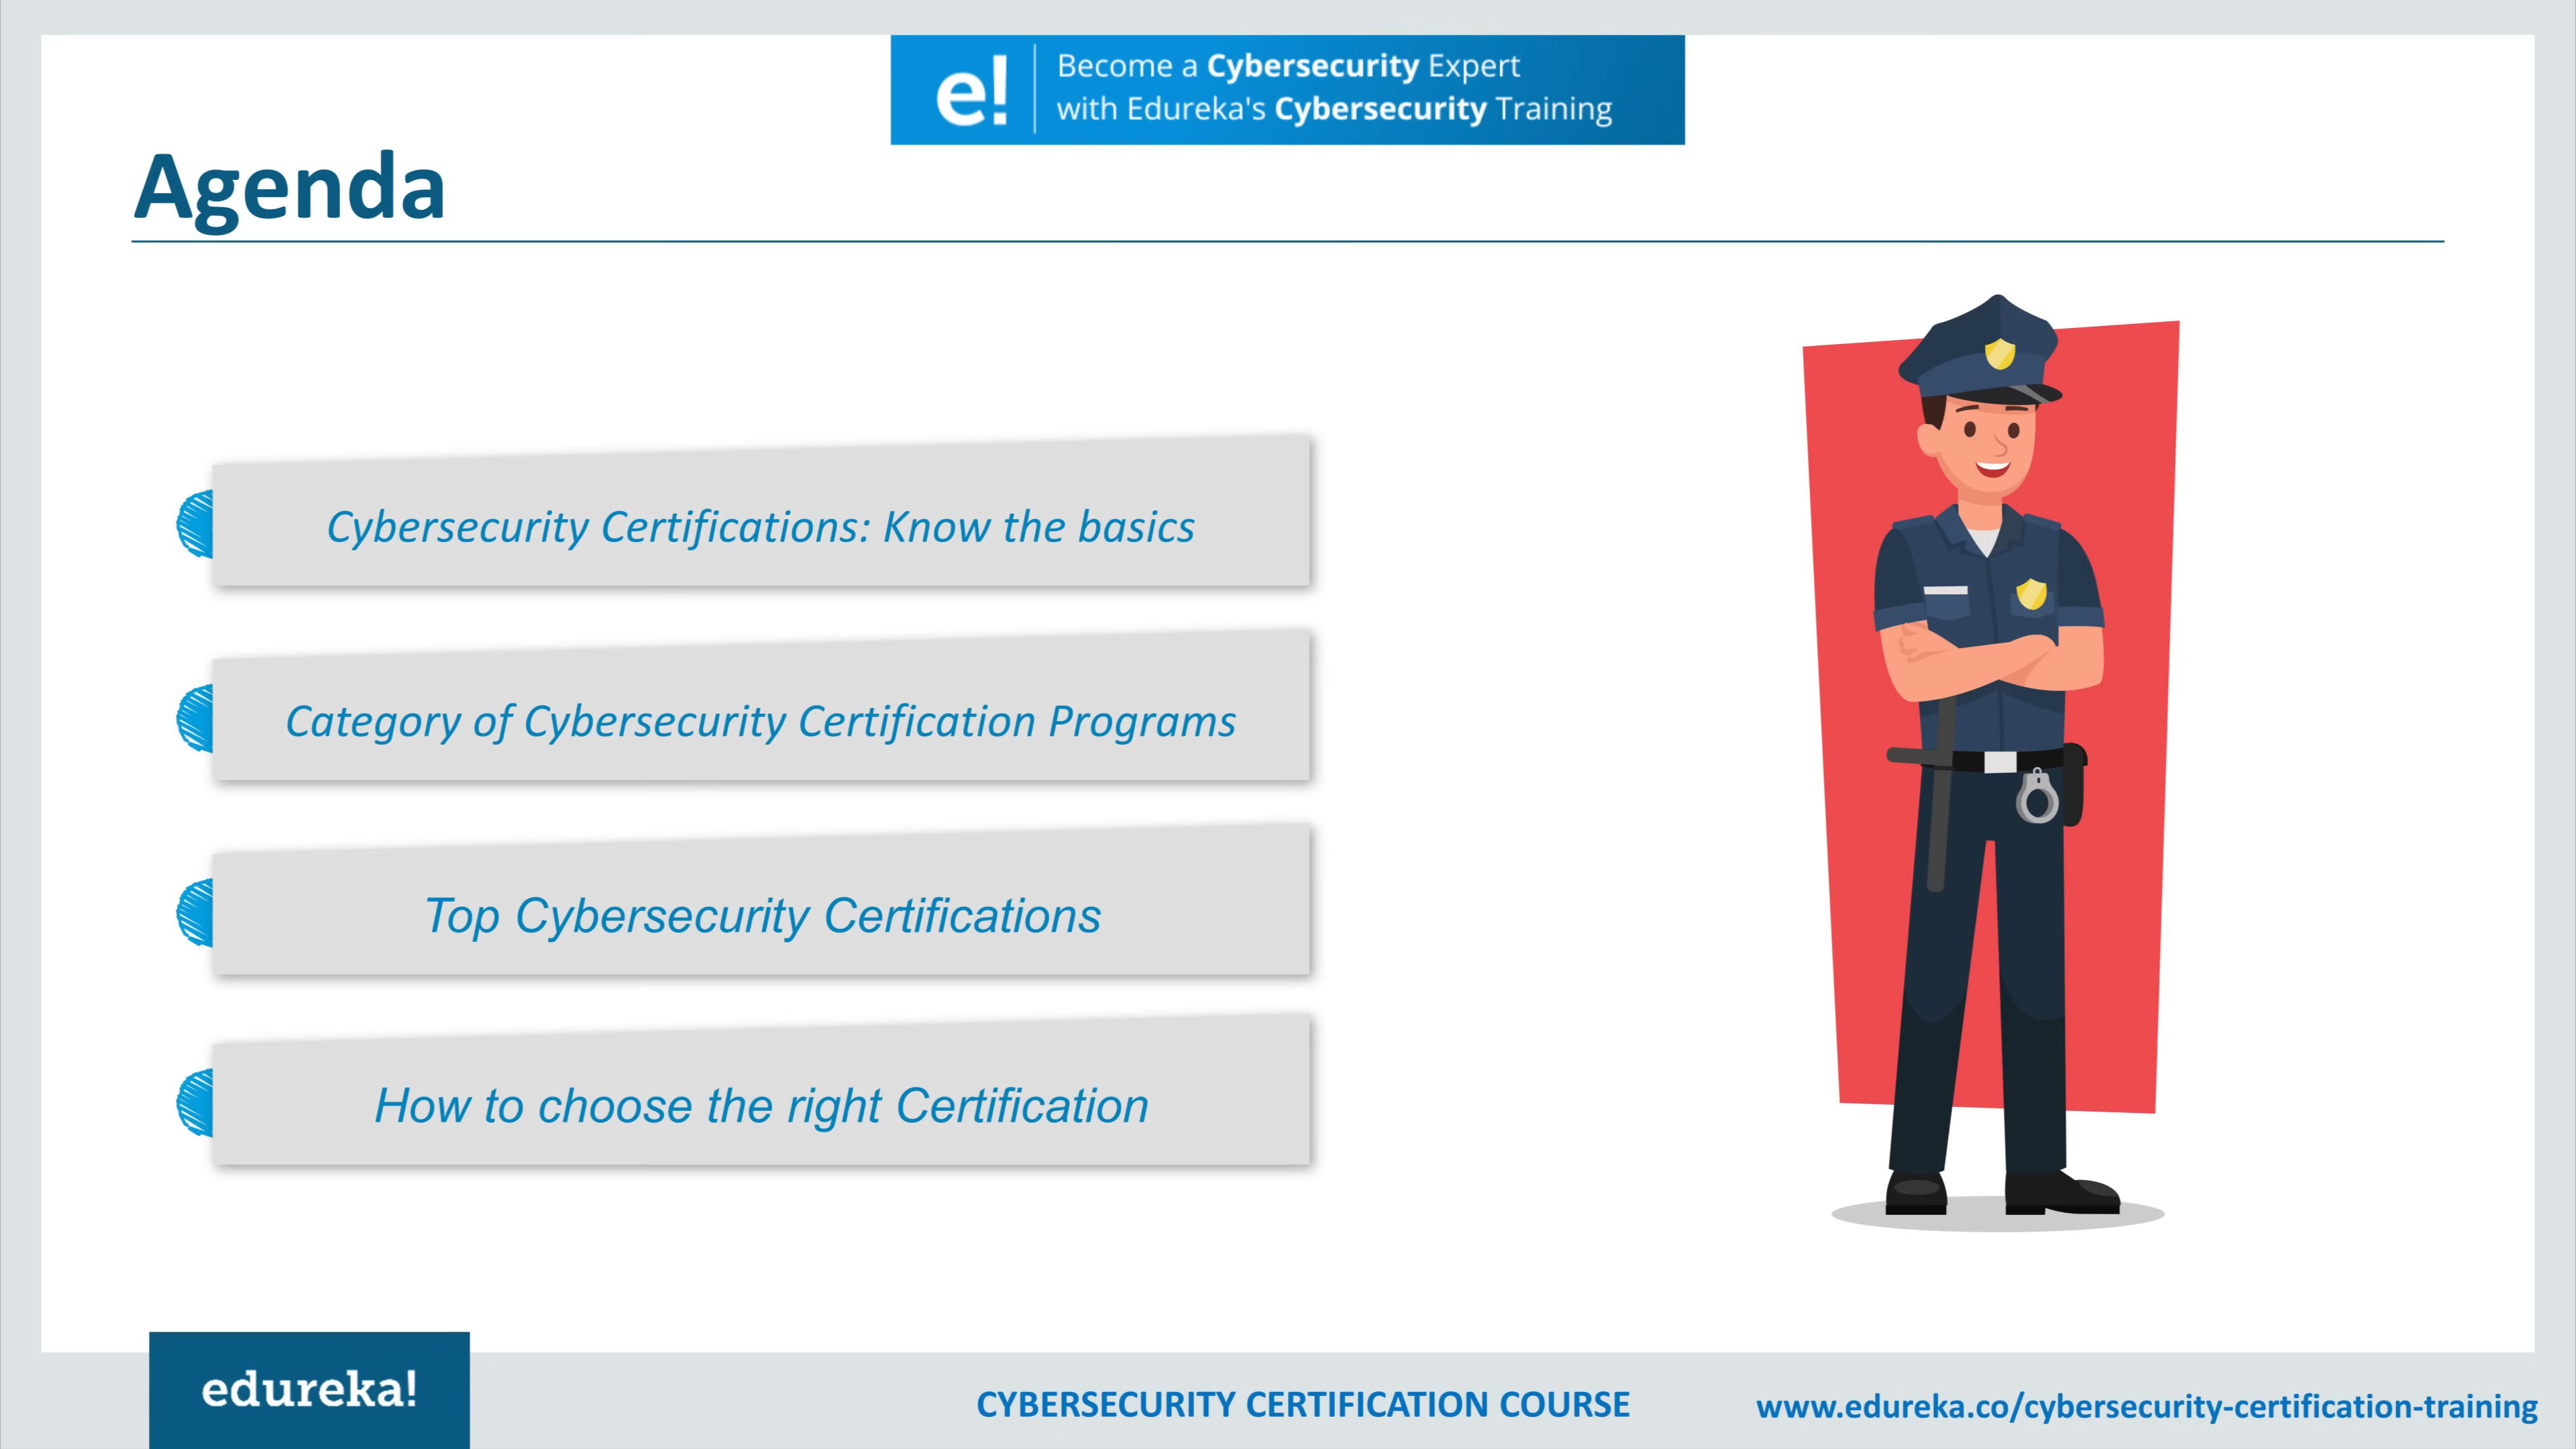 e!
Become a Cybersecurity Expert
with Edureka's Cybersecurity Training
Agenda
Cybersecurity Certifications: Know the basics
Category of Cybersecurity Certification Programs
Top Cybersecurity Certifications
How to choose the right Certification
edureka!
CYBERSECURITY CERTIFICATION COURSE
www.edureka.co/cybersecurity-certification-training